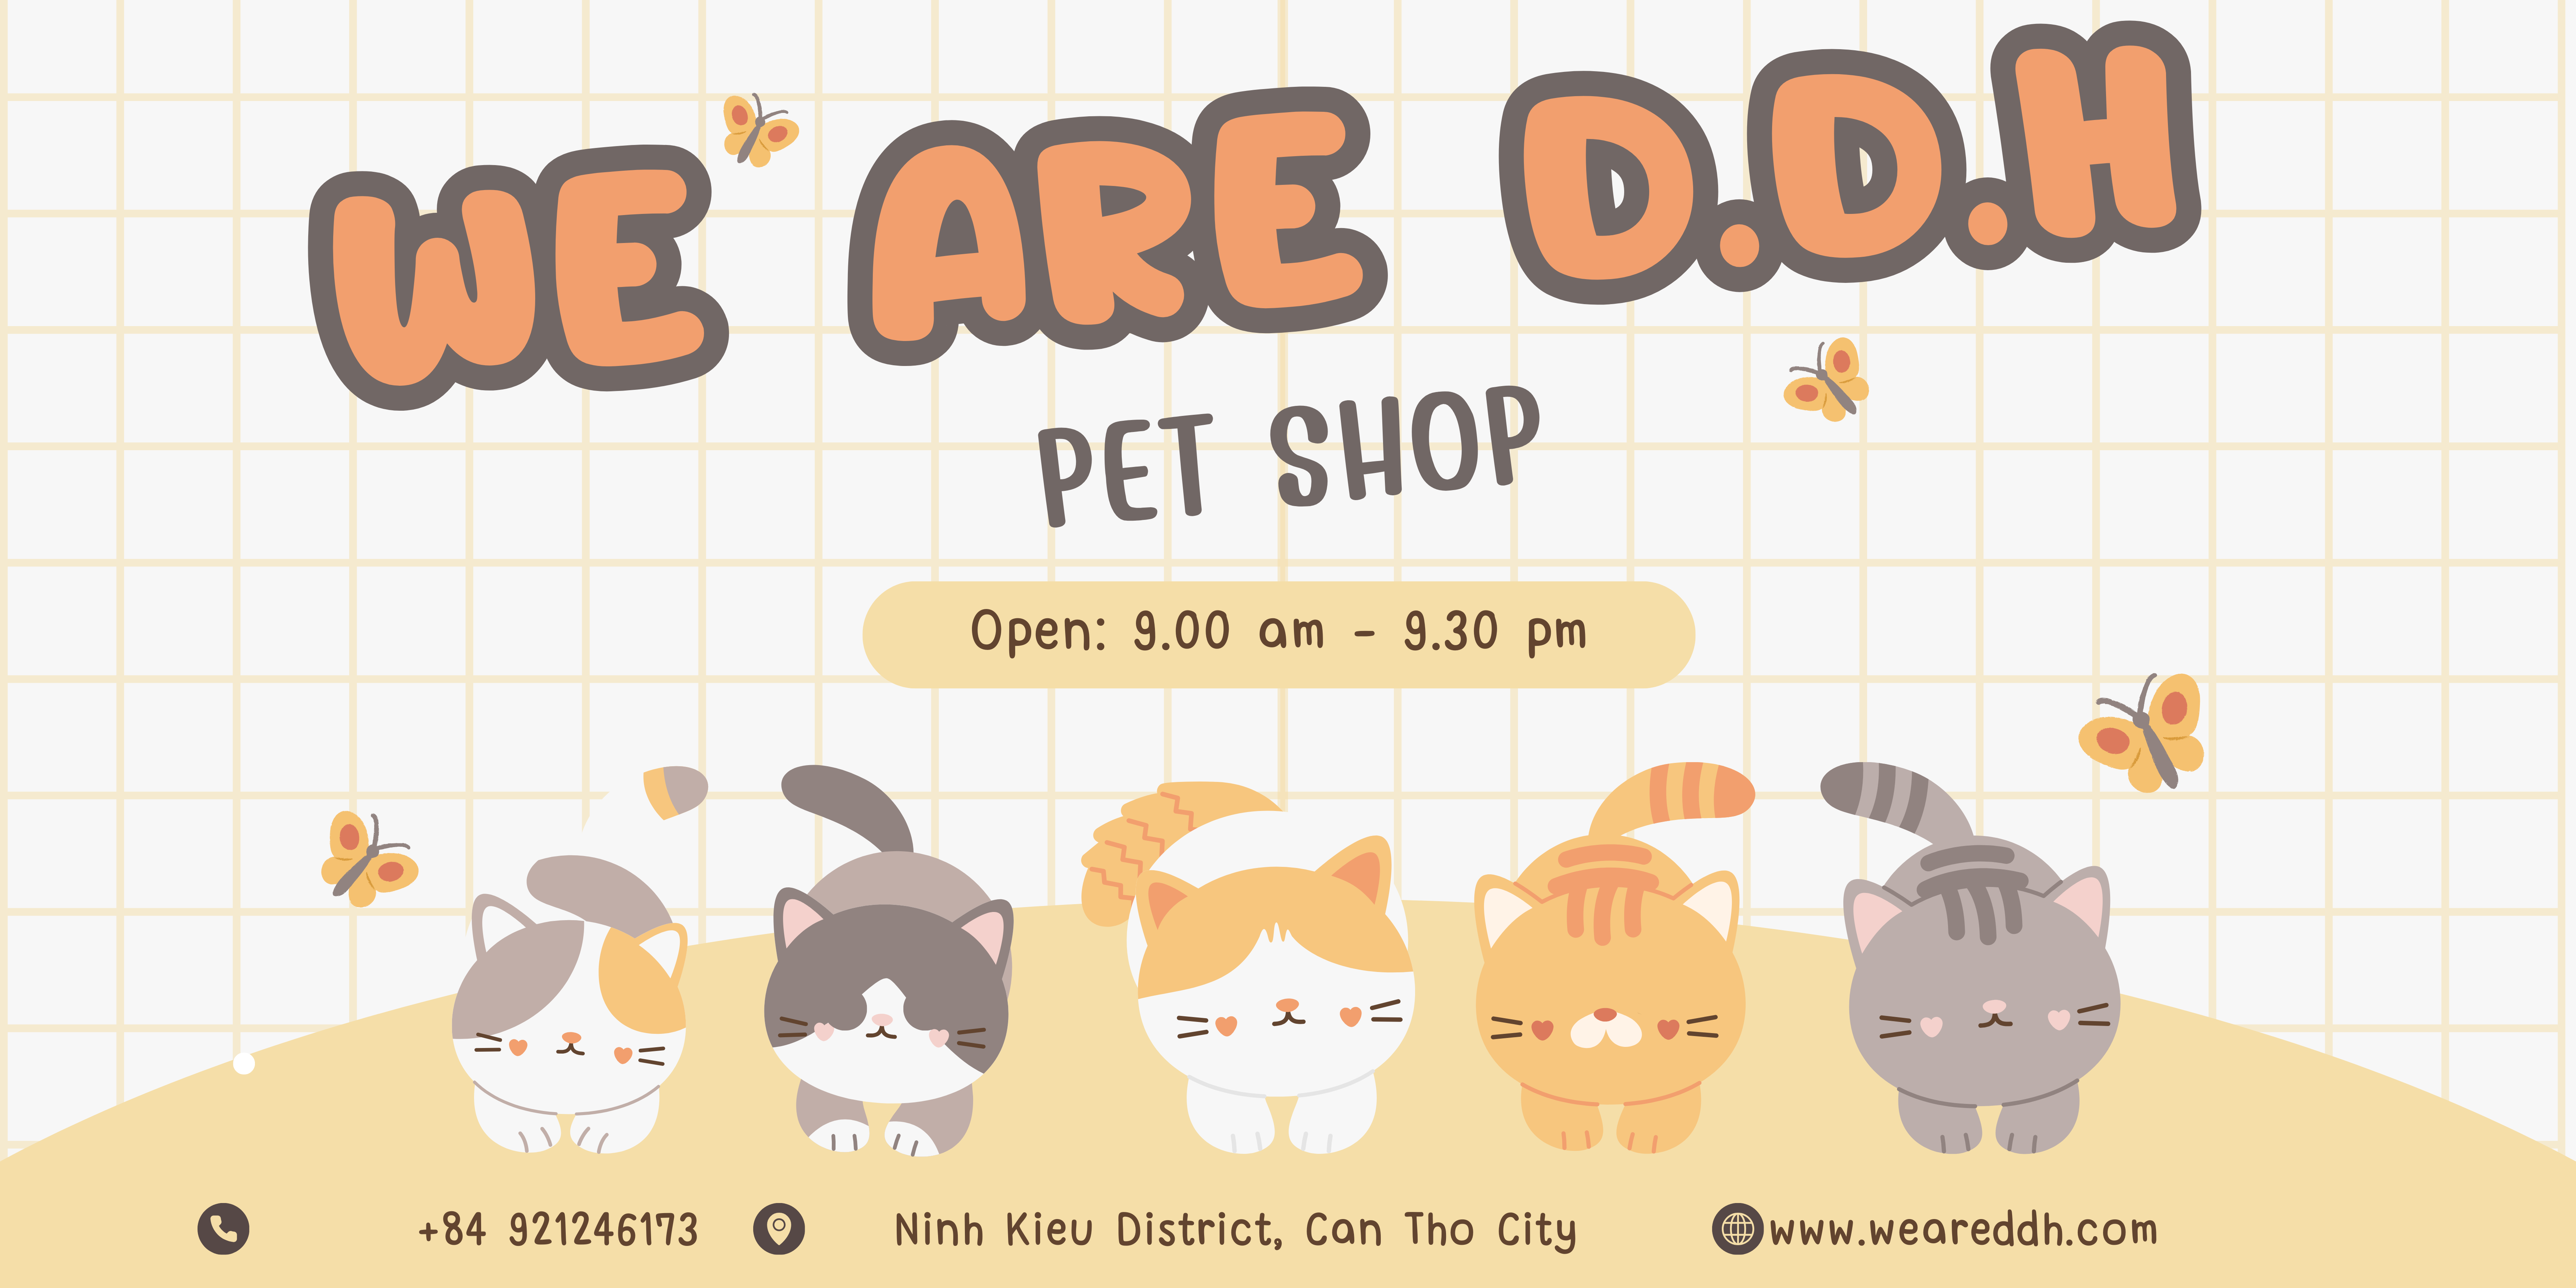 WE ARE D.D.H
PET SHOP
Open: 9.00 am - 9.30 pm
+84 921246173
Ninh Kieu District, Can Tho City
www.weareddh.com